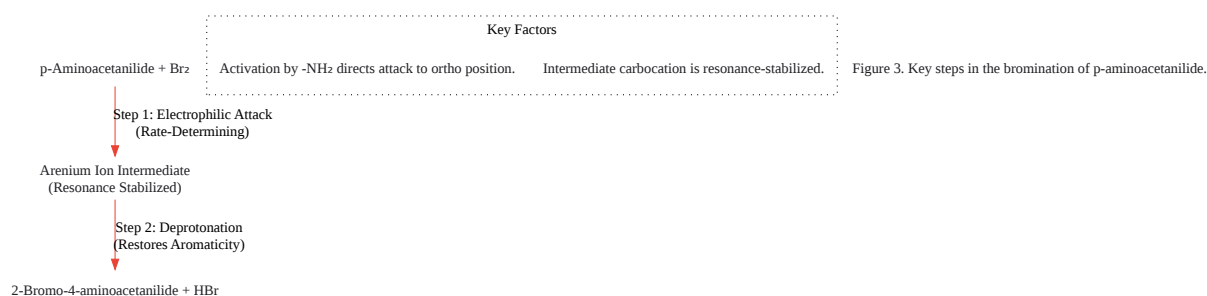 Key Factors
p-Aminoacetanilide + Br₂
Activation by -NH₂ directs attack to ortho position.
Intermediate carbocation is resonance-stabilized.
Figure 3. Key steps in the bromination of p-aminoacetanilide.
Step 1: Electrophilic Attack
(Rate-Determining)
Arenium Ion Intermediate
(Resonance Stabilized)
Step 2: Deprotonation
(Restores Aromaticity)
2-Bromo-4-aminoacetanilide + HBr